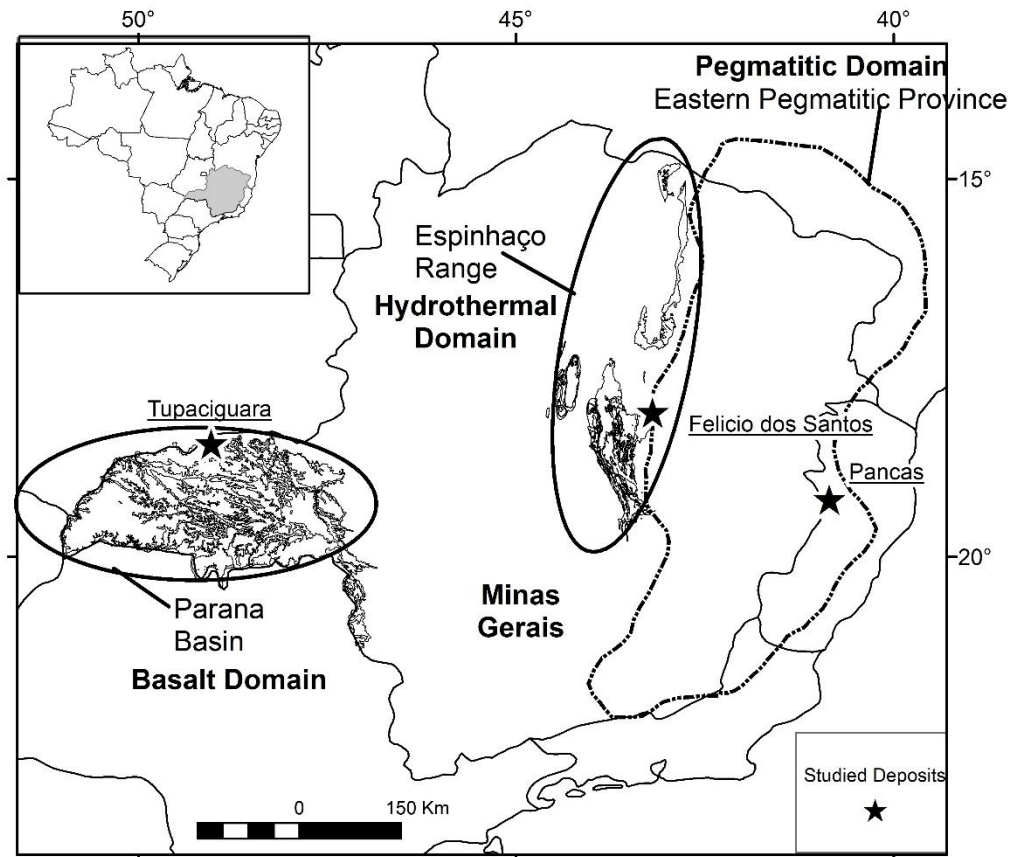 50°
45°
40°
Pegmatitic Domain
Eastern Pegmatitic Province
15°
Espinhaço
Range
Hydrothermal
Domain
Tupaciguara
Felicio dos Santos
Pancas
20°
Parana
Basin
Basalt Domain
Minas
Gerais
Studied Deposits
0
150 Km